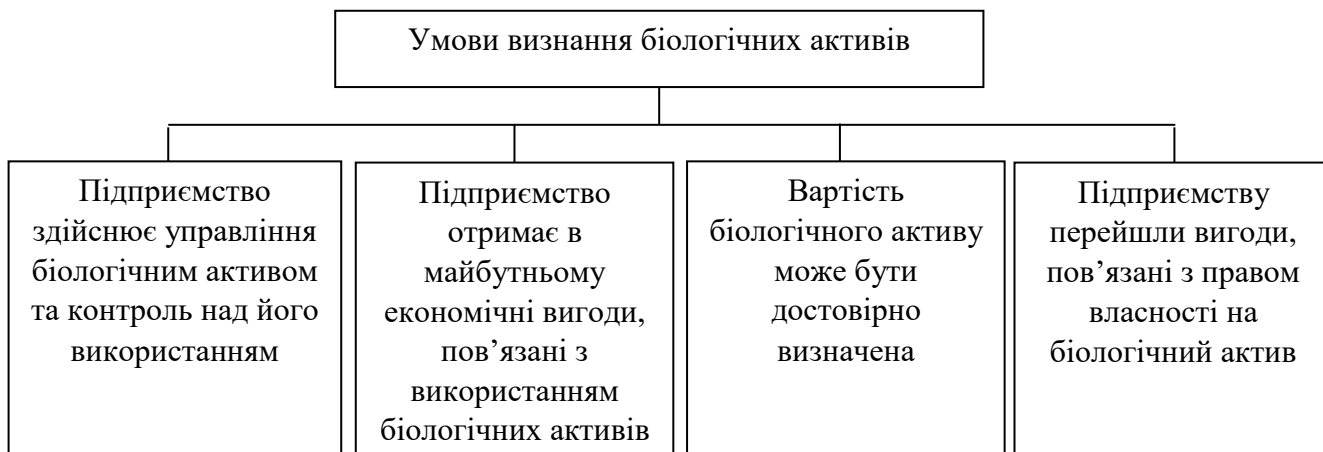 Умови визнання біологічних активів
Підприємство
здійснює управління
біологічним активом
та контроль над його
використанням
Підприємство
отримає в
майбутньому
економічні вигоди,
пов’язані з
використанням
біологічних активів
Вартість
біологічного активу
може бути
достовірно
визначена
Підприємству
перейшли вигоди,
пов’язані з правом
власності на
біологічний актив